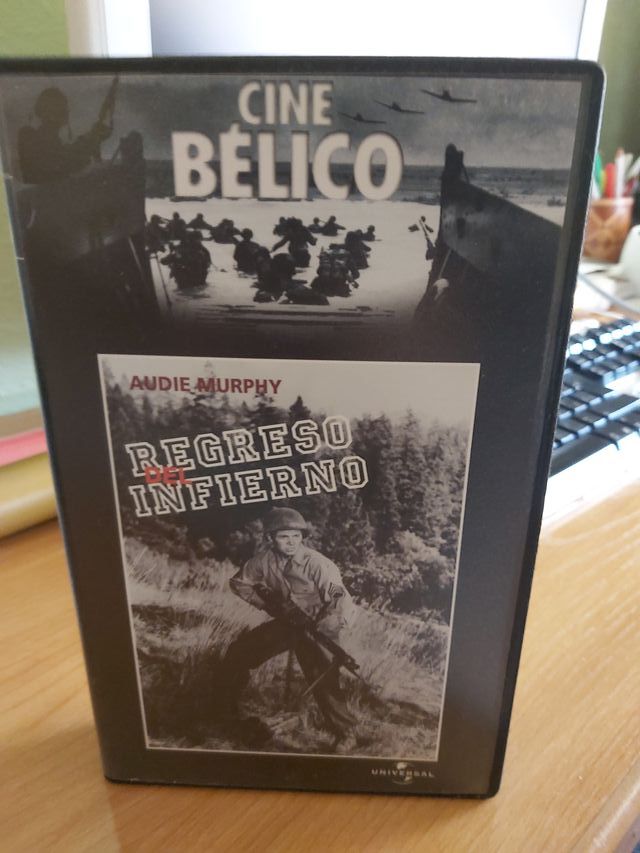 CINE
BÉLICO
AUDIE MURPHY
REGRESO
DEL
INFIERNO
UNIVERSAL